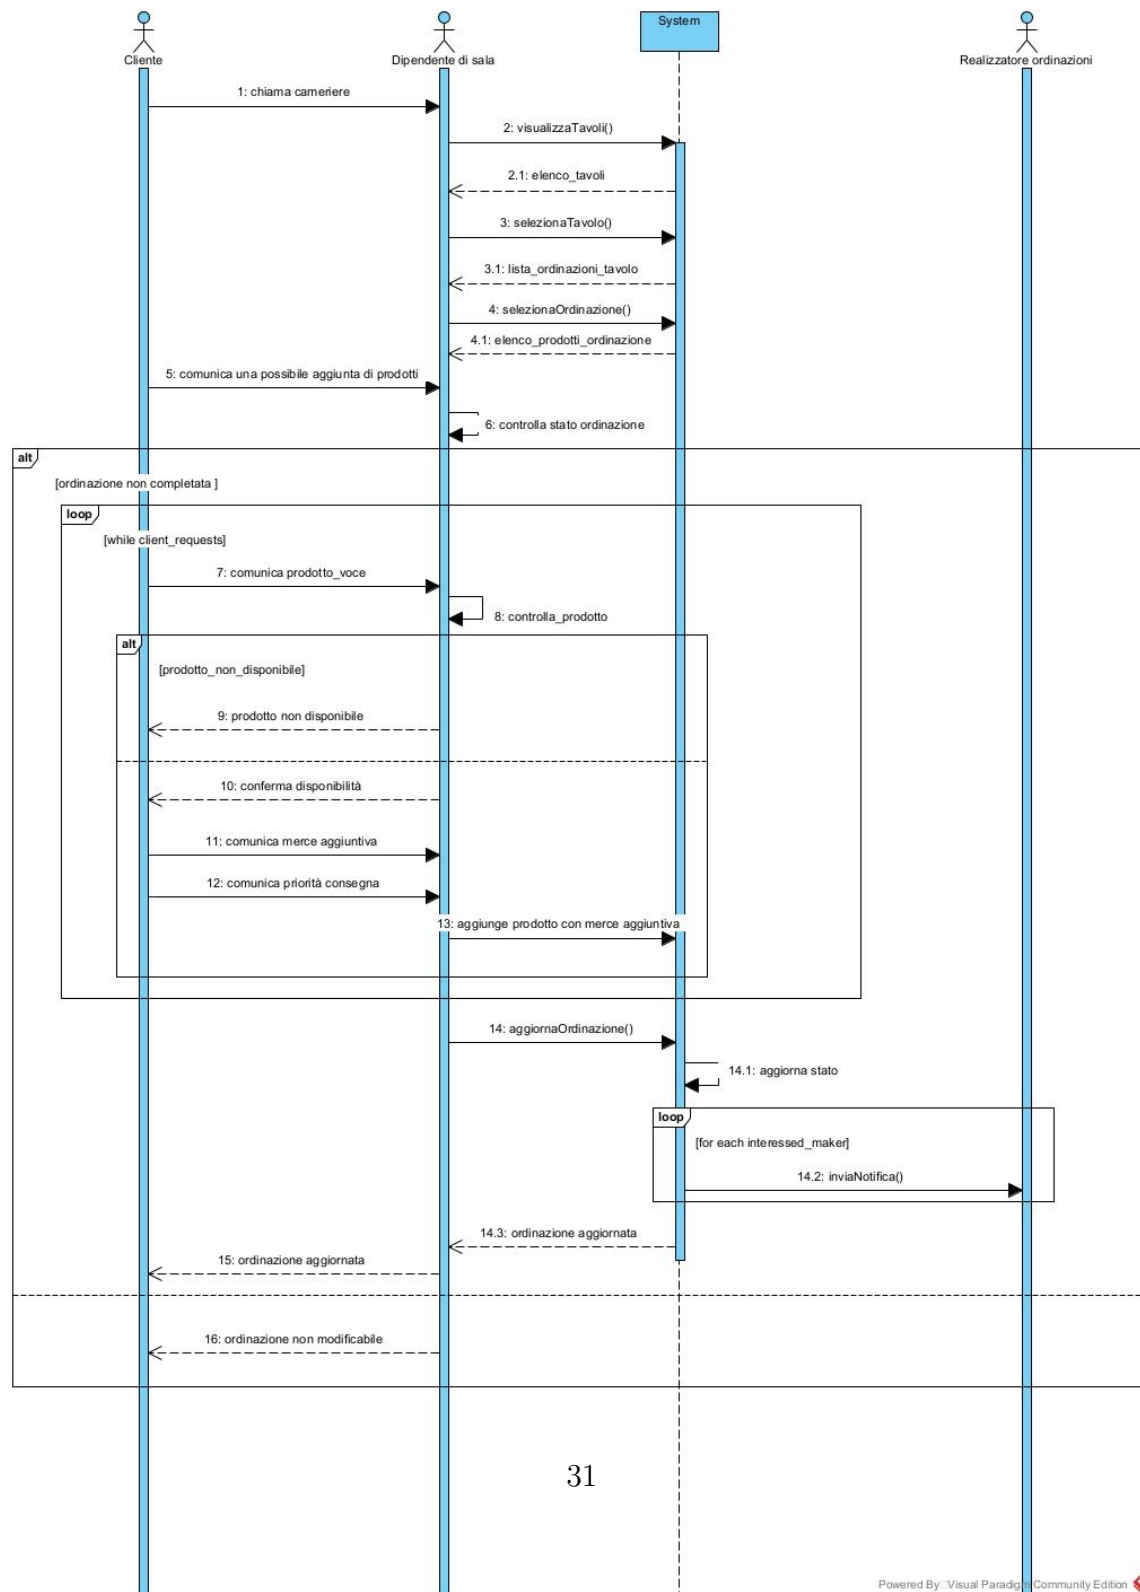 System
Cliente
Dipendente di sala
Realizzatore ordinazioni
1: chiama cameriere
2: visualizzaTavoli()
2.1: elenco_tavoli
3: selezionaTavolo()
3.1: lista_ordinazioni_tavolo
4: selezionaOrdinazione()
4.1: elenco_prodotti_ordinazione
5: comunica una possibile aggiunta di prodotti
6: controlla stato ordinazione
alt
[ordinazione non completata ]
loop
[while client_requests]
7: comunica prodotto_voce
8: controlla_prodotto
alt
[prodotto_non_disponibile]
9: prodotto non disponibile
10: conferma disponibilità
11: comunica merce aggiuntiva
12: comunica priorità consegna
13: aggiunge prodotto con merce aggiuntiva
14: aggiornaOrdinazione()
14.1: aggiorna stato
loop
[for each interessed_maker]
14.2: inviaNotifica()
14.3: ordinazione aggiornata
15: ordinazione aggiornata
16: ordinazione non modificabile
31
Powered By Visual Paradigm Community Edition